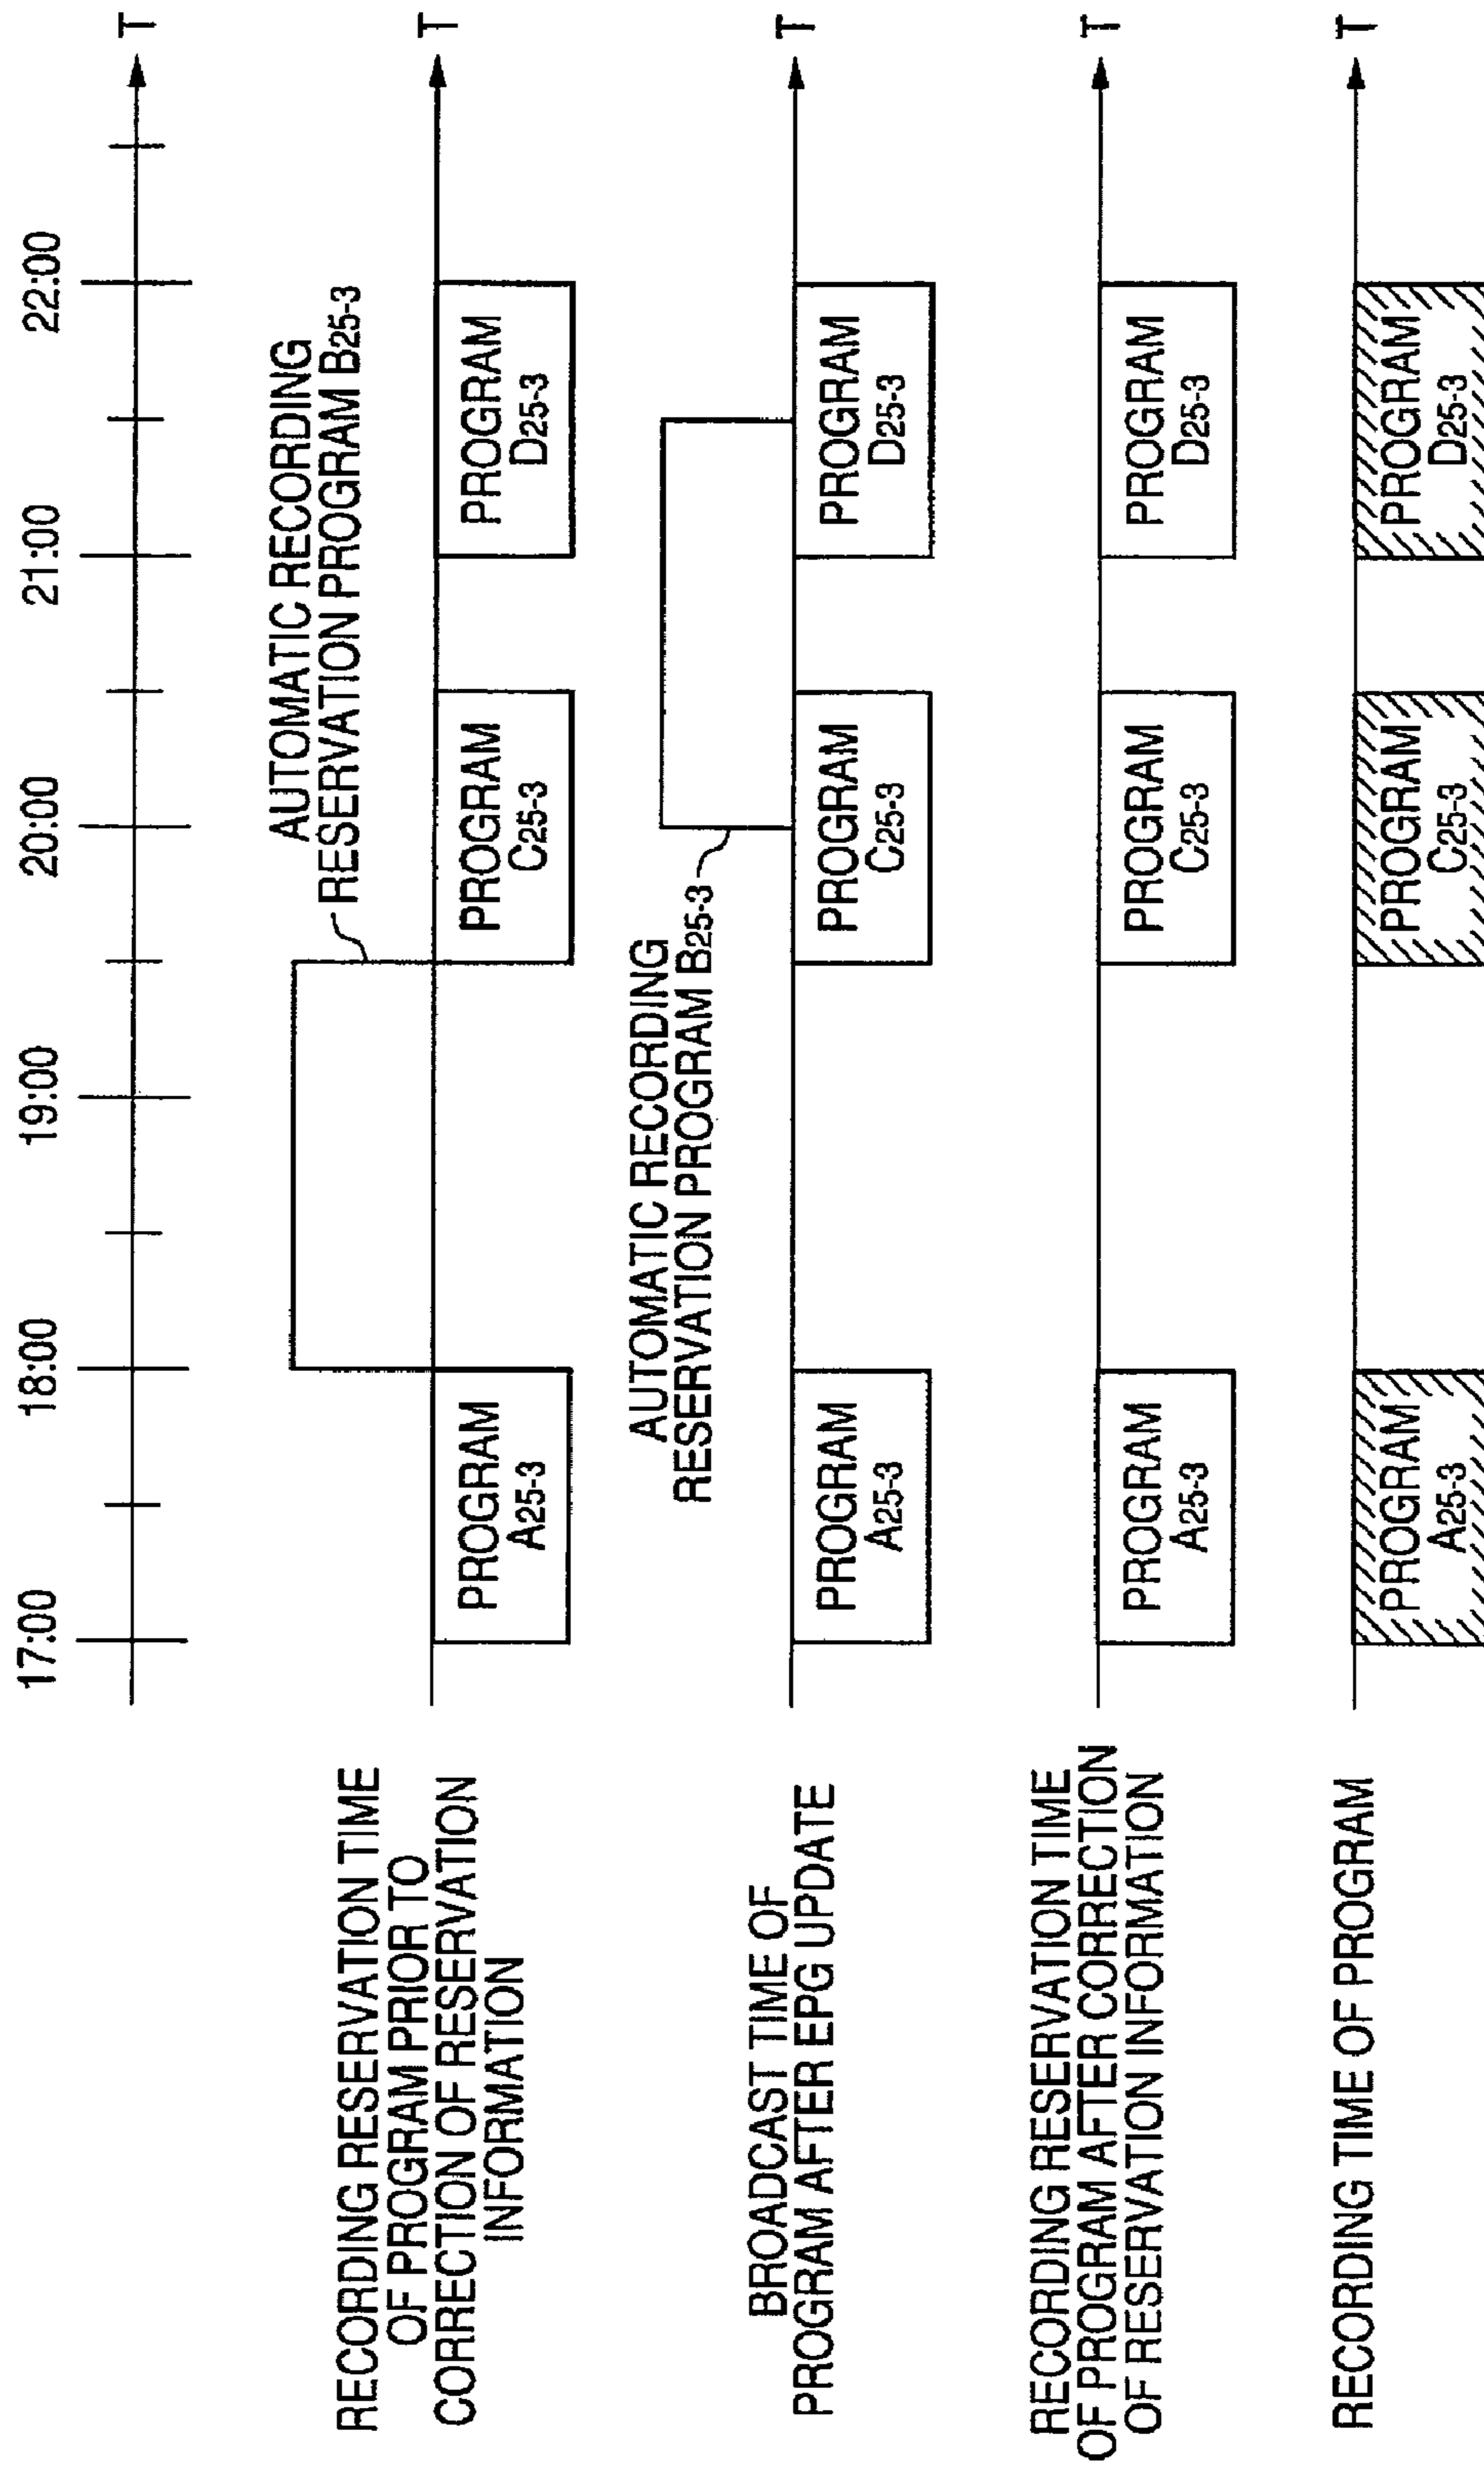 17:00 18:00 19:00 20:00 21:00 22:00 T
RECORDING RESERVATION TIME
OF PROGRAM PRIOR TO
CORRECTION OF RESERVATION
INFORMATION
AUTOMATIC RECORDING
RESERVATION PROGRAM B25-3
T
PROGRAM
A25-3
PROGRAM
C25-3
PROGRAM
D25-3
BROADCAST TIME OF
PROGRAM AFTER EPG UPDATE
AUTOMATIC RECORDING
RESERVATION PROGRAM B25-3
T
PROGRAM
A25-3
PROGRAM
C25-3
PROGRAM
D25-3
RECORDING RESERVATION TIME
OF PROGRAM AFTER CORRECTION
OF RESERVATION INFORMATION
T
PROGRAM
A25-3
PROGRAM
C25-3
PROGRAM
D25-3
RECORDING TIME OF PROGRAM
T
PROGRAM
A25-3
PROGRAM
C25-3
PROGRAM
D25-3